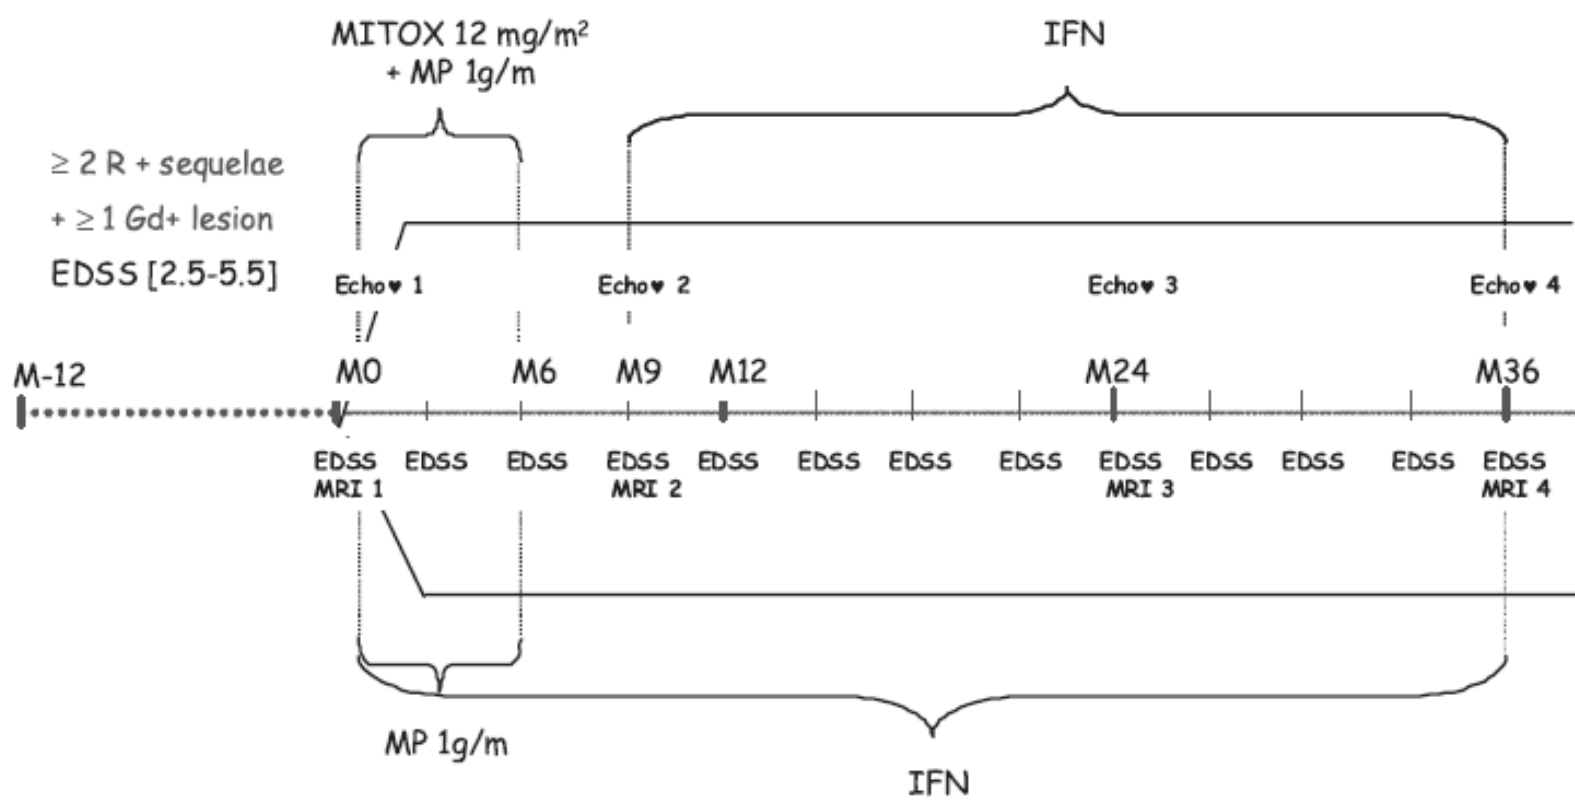 MITOX 12 mg/m²
+ MP 1g/m
IFN
≥ 2 R + sequelae
+ ≥ 1 Gd+ lesion
EDSS [2.5-5.5]
Echo♥ 1 Echo♥ 2 Echo♥ 3 Echo♥ 4
M-12 M0 M6 M9 M12 M24 M36
EDSS EDSS EDSS EDSS EDSS EDSS EDSS EDSS EDSS EDSS EDSS EDSS EDSS
MRI 1 MRI 2 MRI 3 MRI 4
MP 1g/m
IFN